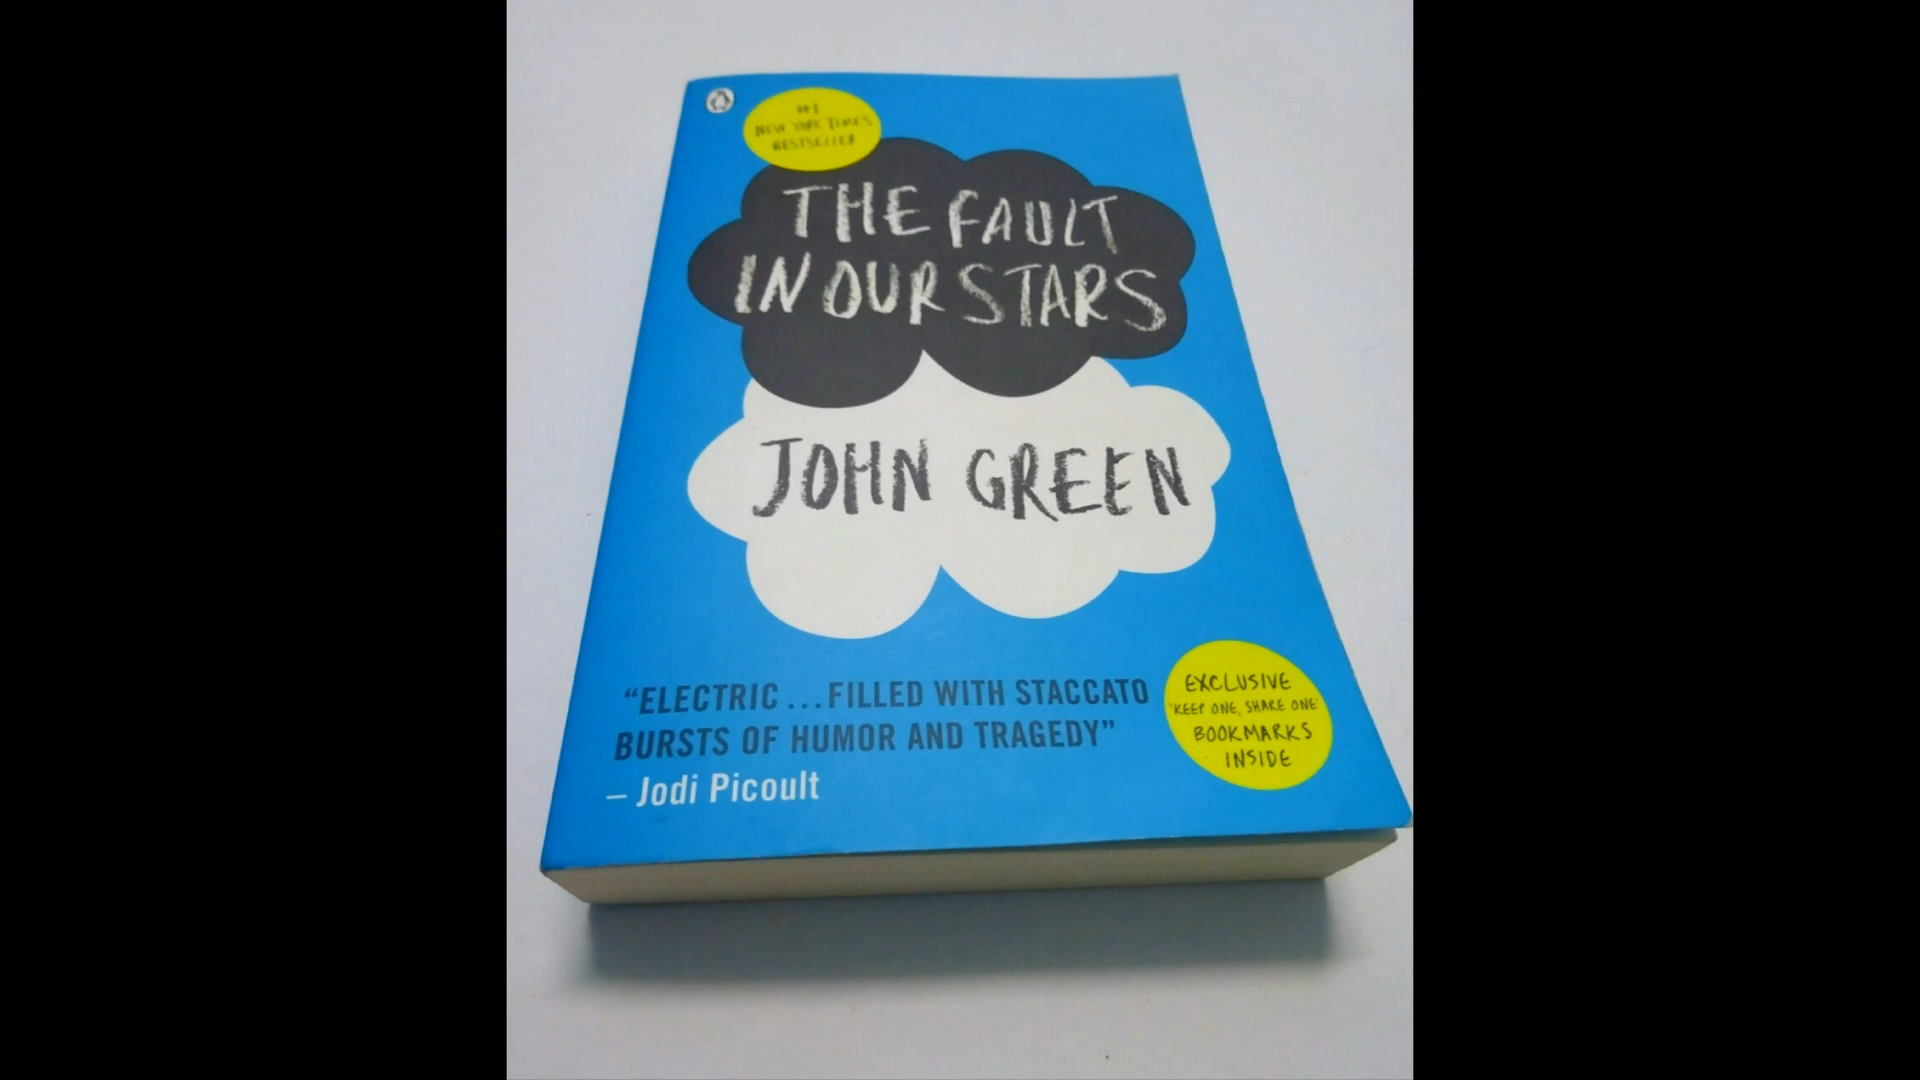 #1
NEW YORK TIMES
BESTSELLER
THE FAULT
IN OUR STARS
JOHN GREEN
“ELECTRIC ... FILLED WITH STACCATO
BURSTS OF HUMOR AND TRAGEDY”
– Jodi Picoult
EXCLUSIVE
‘KEEP ONE, SHARE ONE’
BOOKMARKS
INSIDE